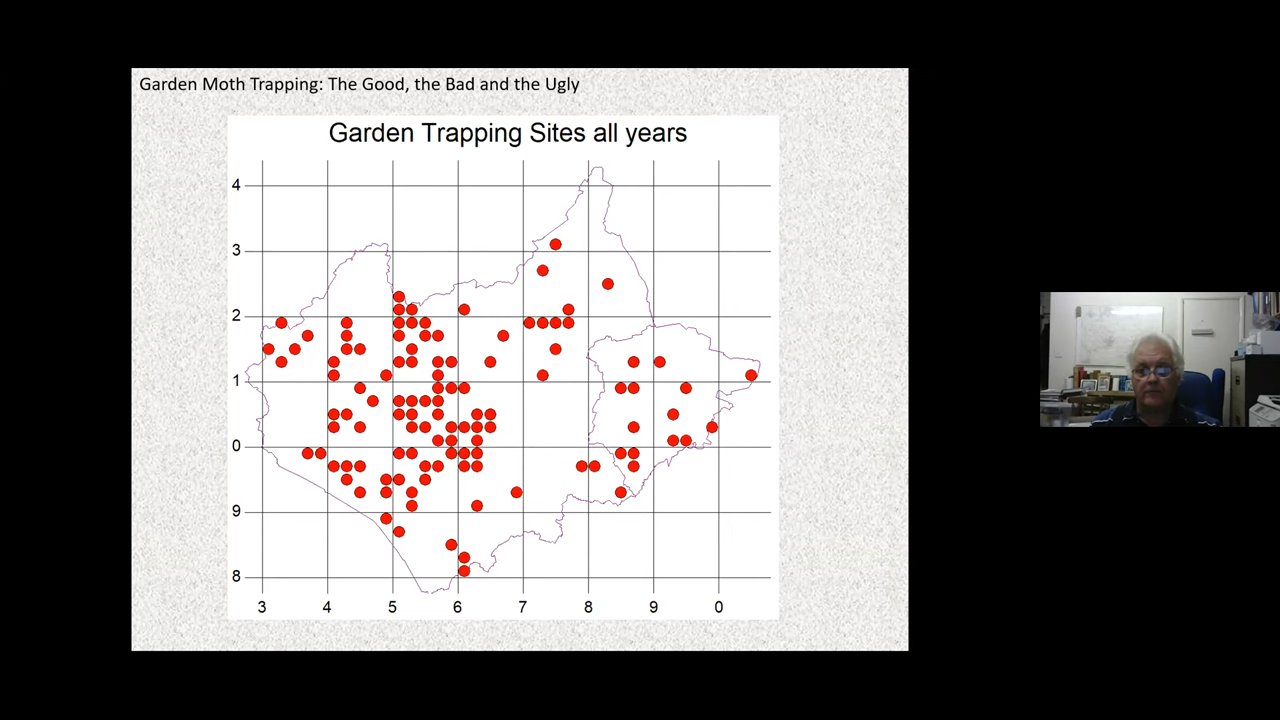 Garden Moth Trapping: The Good, the Bad and the Ugly
Garden Trapping Sites all years
4
3
2
1
0
9
8
3 4 5 6 7 8 9 0